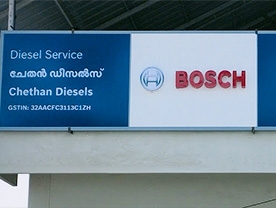 Diesel Service
ചേതൻ ഡിസൽസ്
Chethan Diesels
GSTIN: 32AACFC3113C1ZH
BOSCH